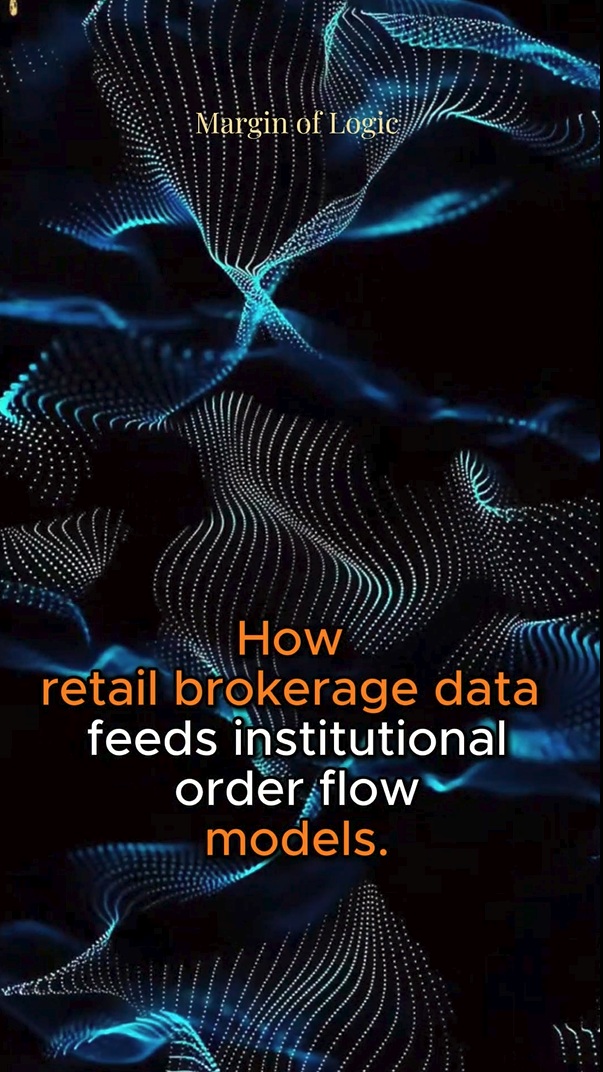 Margin of Logic
How
retail brokerage data
feeds institutional
order flow
models.